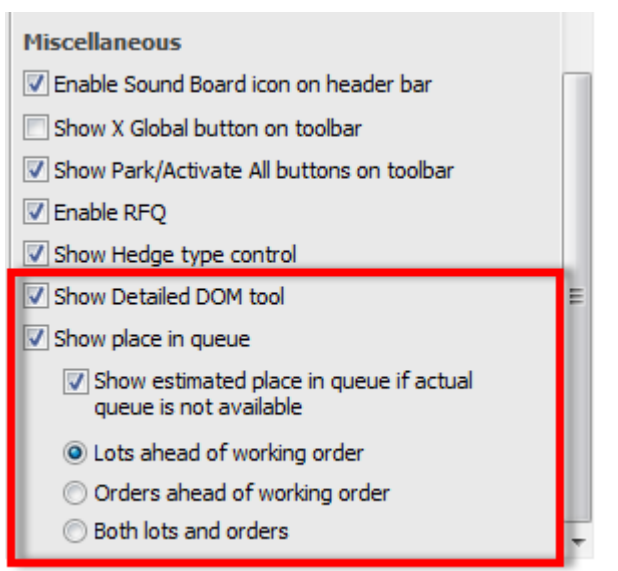 Miscellaneous
Enable Sound Board icon on header bar
Show X Global button on toolbar
Show Park/Activate All buttons on toolbar
Enable RFQ
Show Hedge type control
Show Detailed DOM tool
Show place in queue
Show estimated place in queue if actual
queue is not available
Lots ahead of working order
Orders ahead of working order
Both lots and orders